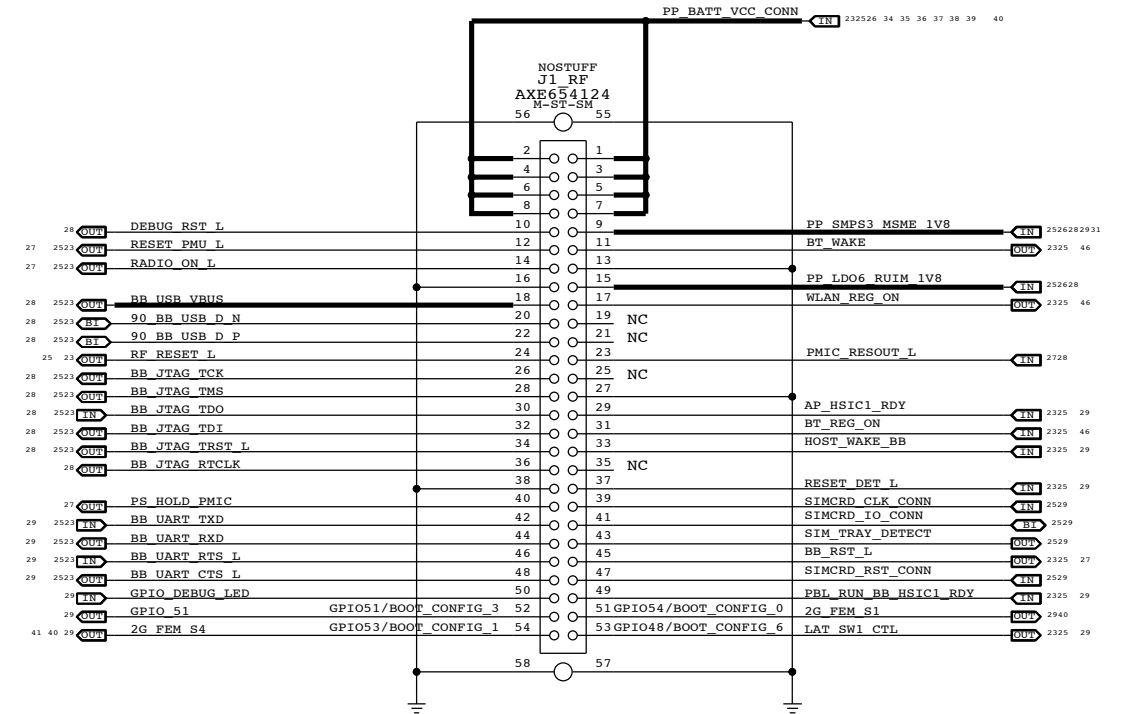 PP_BATT_VCC_CONN IN 232526 34 35 36 37 38 39 40
NOSTUFF
J1_RF
AXE654124
M-ST-SM
56 55
2 1
4 3
6 5
8 7
28 OUT DEBUG_RST_L 10 9 PP_SMPS3_MSME_1V8 IN 2526282931
27 2523 OUT RESET_PMU_L 12 11 BT_WAKE OUT 2325 46
27 2523 OUT RADIO_ON_L 14 13
16 15 PP_LDO6_RUIM_1V8 IN 252628
28 2523 OUT BB_USB_VBUS 18 17 WLAN_REG_ON OUT 2325 46
28 2523 BI 90_BB_USB_D_N 20 19 NC
28 2523 BI 90_BB_USB_D_P 22 21 NC
25 23 OUT RF_RESET_L 24 23 PMIC_RESOUT_L IN 2728
28 2523 OUT BB_JTAG_TCK 26 25 NC
28 2523 OUT BB_JTAG_TMS 28 27
28 2523 IN BB_JTAG_TDO 30 29 AP_HSIC1_RDY IN 2325 29
28 2523 OUT BB_JTAG_TDI 32 31 BT_REG_ON IN 2325 46
28 2523 OUT BB_JTAG_TRST_L 34 33 HOST_WAKE_BB IN 2325 29
28 OUT BB_JTAG_RTCLK 36 35 NC
38 37 RESET_DET_L IN 2325 29
27 OUT PS_HOLD_PMIC 40 39 SIMCRD_CLK_CONN IN 2529
29 2523 IN BB_UART_TXD 42 41 SIMCRD_IO_CONN BI 2529
29 2523 OUT BB_UART_RXD 44 43 SIM_TRAY_DETECT OUT 2529
29 2523 IN BB_UART_RTS_L 46 45 BB_RST_L OUT 2325 27
29 2523 OUT BB_UART_CTS_L 48 47 SIMCRD_RST_CONN IN 2529
29 IN GPIO_DEBUG_LED 50 49 PBL_RUN_BB_HSIC1_RDY IN 2325 29
29 OUT GPIO_51 GPIO51/BOOT_CONFIG_3 52 51 GPIO54/BOOT_CONFIG_0 2G_FEM_S1 OUT 2940
41 40 29 OUT 2G_FEM_S4 GPIO53/BOOT_CONFIG_1 54 53 GPIO48/BOOT_CONFIG_6 LAT_SW1_CTL OUT 2325 29
58 57